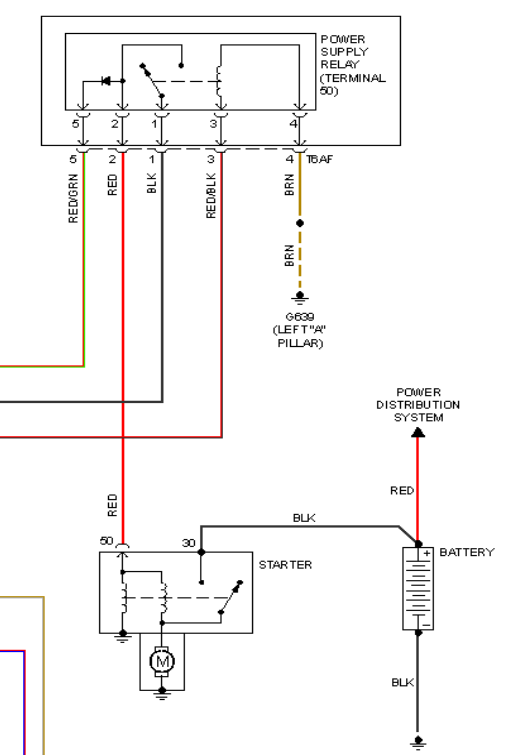 POWER
SUPPLY
RELAY
(TERMINAL
50)
5 2 1 3 4
5 2 1 3 4 T6AF
RED/GRN RED BLK RED/BLK BRN
BRN
G639
(LEFT "A"
PILLAR)
POWER
DISTRIBUTION
SYSTEM
RED
RED
BLK
50 30
STARTER
+ BATTERY
-
M
BLK